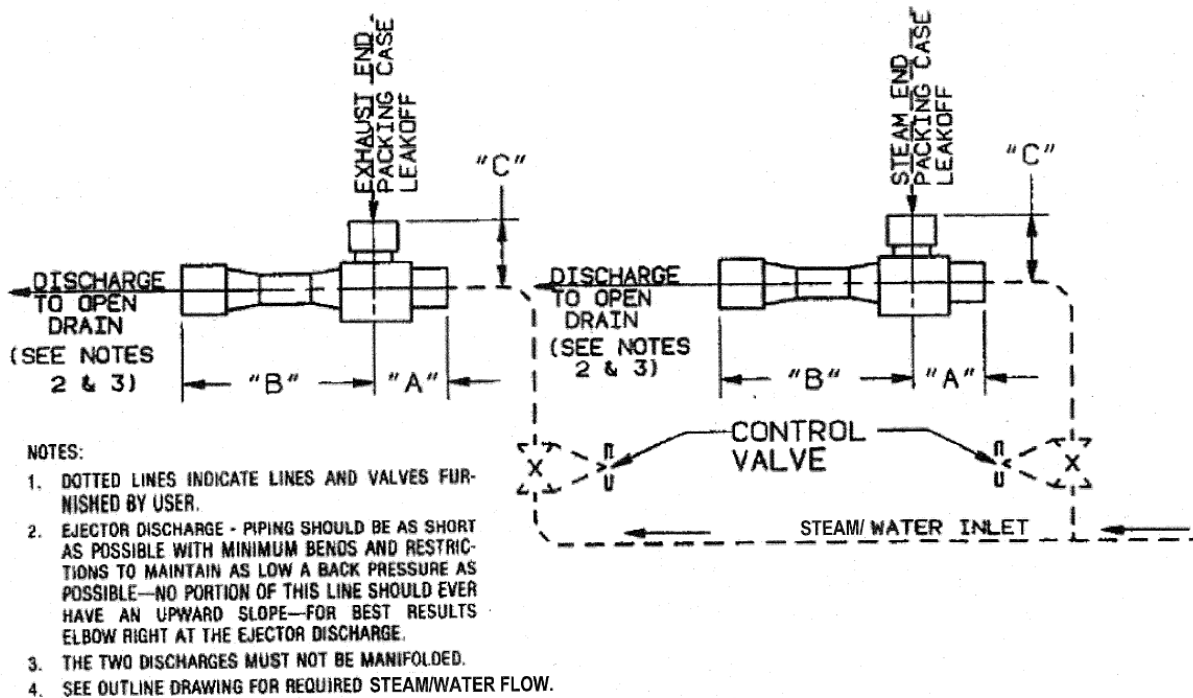 EXHAUST END
PACKING CASE
LEAKOFF
"C"
STEAM END
PACKING CASE
LEAKOFF
"C"
DISCHARGE
TO OPEN
DRAIN
(SEE NOTES
2 & 3)
"B"
"A"
DISCHARGE
TO OPEN
DRAIN
(SEE NOTES
2 & 3)
"B"
"A"
CONTROL
VALVE
X
X
STEAM/ WATER INLET
NOTES:
1. DOTTED LINES INDICATE LINES AND VALVES FUR-
NISHED BY USER.
2. EJECTOR DISCHARGE - PIPING SHOULD BE AS SHORT
AS POSSIBLE WITH MINIMUM BENDS AND RESTRIC-
TIONS TO MAINTAIN AS LOW A BACK PRESSURE AS
POSSIBLE—NO PORTION OF THIS LINE SHOULD EVER
HAVE AN UPWARD SLOPE—FOR BEST RESULTS
ELBOW RIGHT AT THE EJECTOR DISCHARGE.
3. THE TWO DISCHARGES MUST NOT BE MANIFOLDED.
4. SEE OUTLINE DRAWING FOR REQUIRED STEAM/WATER FLOW.